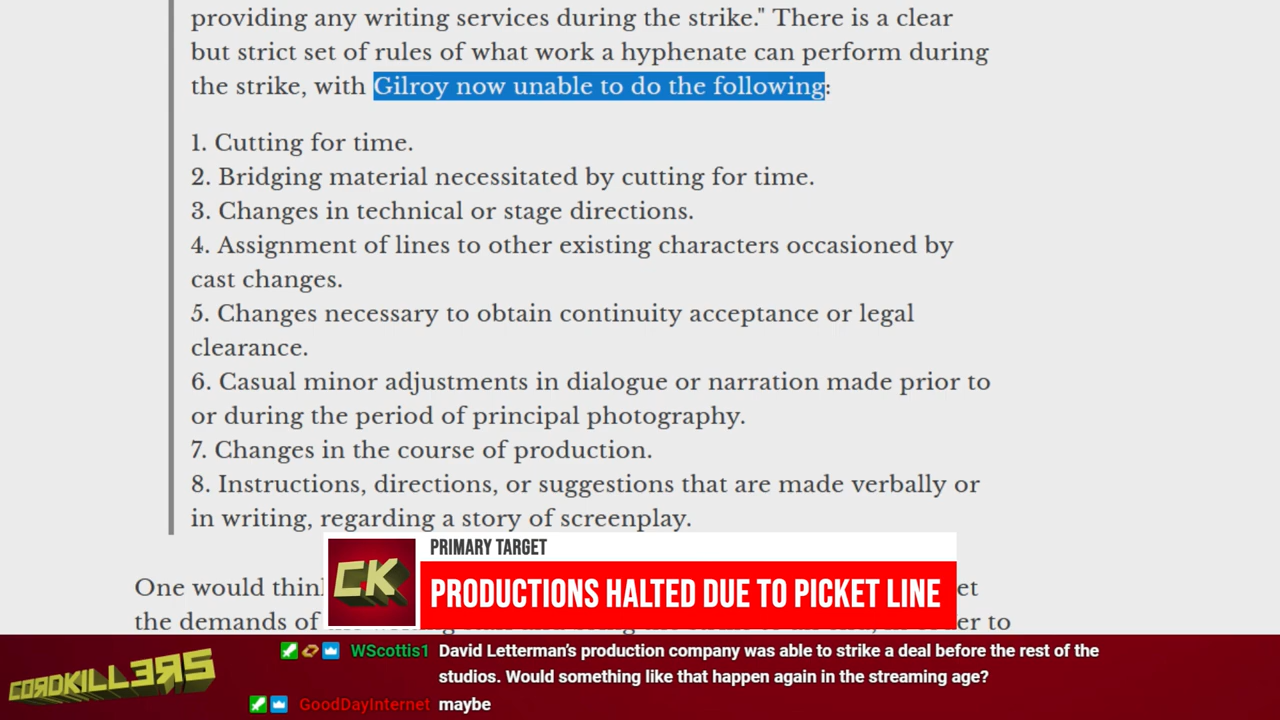 providing any writing services during the strike." There is a clear
but strict set of rules of what work a hyphenate can perform during
the strike, with Gilroy now unable to do the following:
1. Cutting for time.
2. Bridging material necessitated by cutting for time.
3. Changes in technical or stage directions.
4. Assignment of lines to other existing characters occasioned by
cast changes.
5. Changes necessary to obtain continuity acceptance or legal
clearance.
6. Casual minor adjustments in dialogue or narration made prior to
or during the period of principal photography.
7. Changes in the course of production.
8. Instructions, directions, or suggestions that are made verbally or
in writing, regarding a story of screenplay.
One would
the demands of
CK
PRIMARY TARGET
PRODUCTIONS HALTED DUE TO PICKET LINE
CORDKILLERS
WScottis1 David Letterman's production company was able to strike a deal before the rest of the
studios. Would something like that happen again in the streaming age?
GoodDayInternet maybe